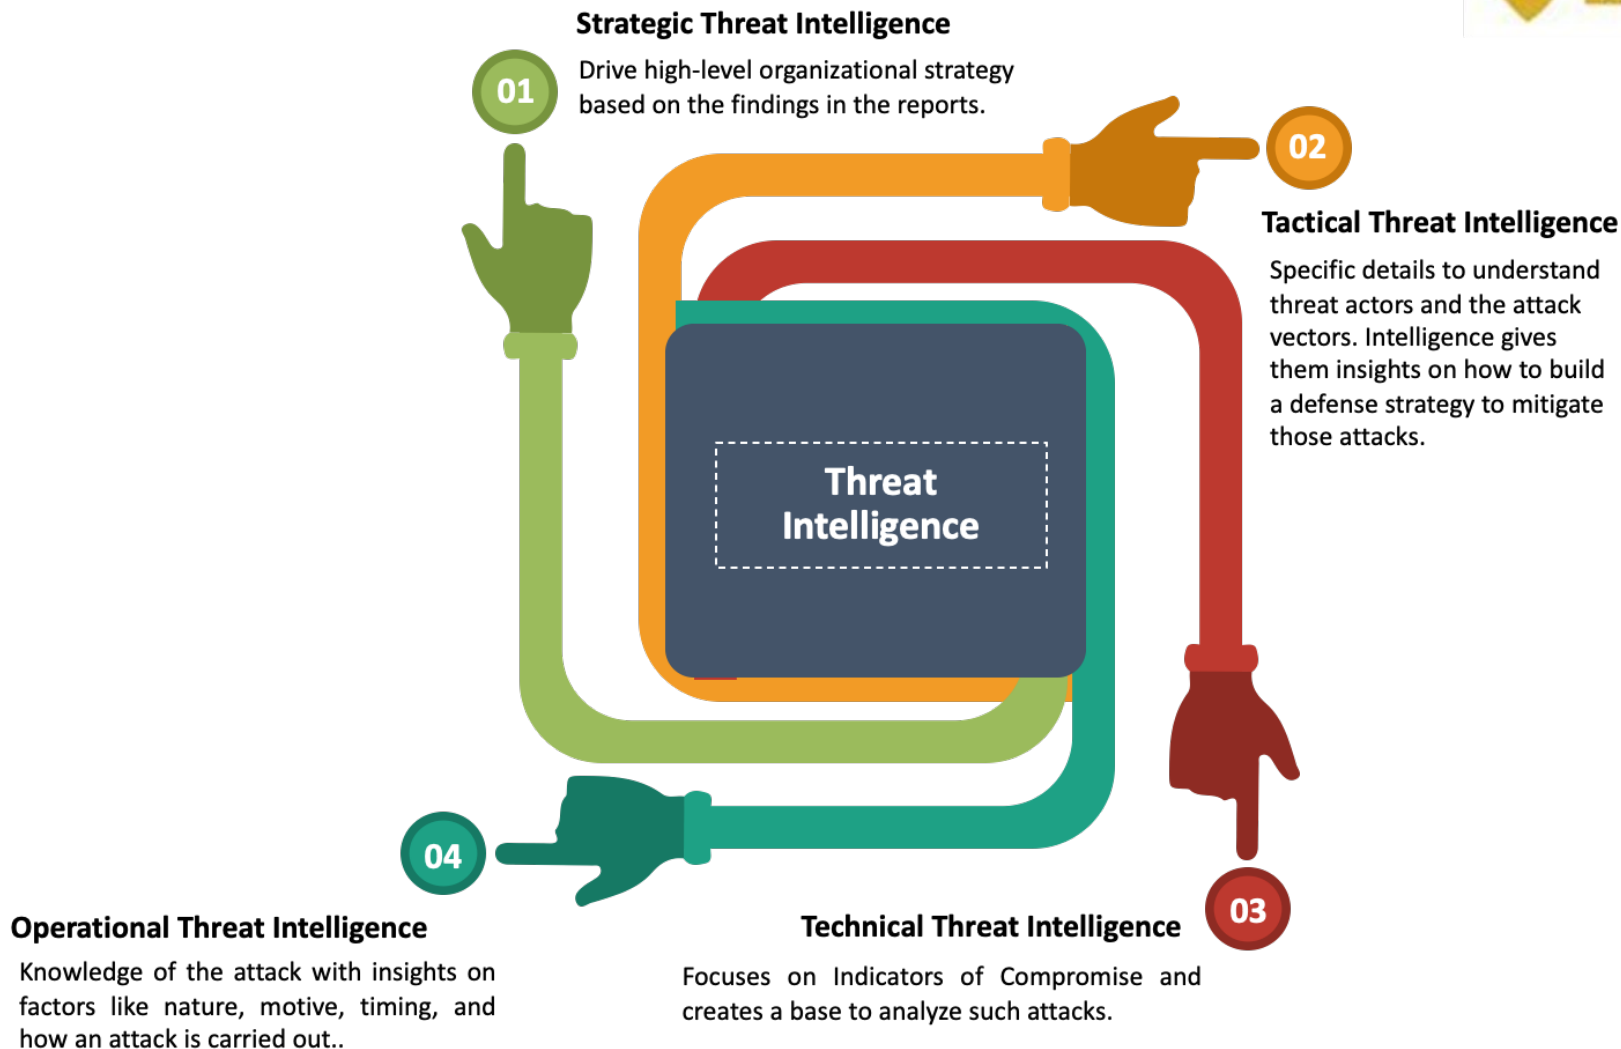 Strategic Threat Intelligence
Drive high-level organizational strategy
based on the findings in the reports.
01
02
Tactical Threat Intelligence
Specific details to understand
threat actors and the attack
vectors. Intelligence gives
them insights on how to build
a defense strategy to mitigate
those attacks.
Threat
Intelligence
04
Operational Threat Intelligence
Knowledge of the attack with insights on
factors like nature, motive, timing, and
how an attack is carried out..
03
Technical Threat Intelligence
Focuses on Indicators of Compromise and
creates a base to analyze such attacks.